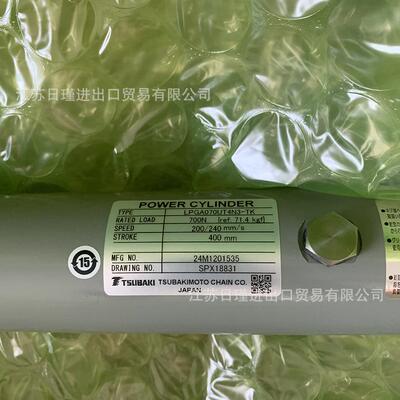 江苏日瑾进出口贸易有限公司
POWER CYLINDER
TYPE LPGA070UT4N3-TK
RATED LOAD 700N (ref. 71.4 kgf)
SPEED 200/240 mm/s
STROKE 400 mm
MFG NO. 24M1201535
DRAWING NO. SPX18831
TSUBAKI TSUBAKIMOTO CHAIN CO.
JAPAN
15
江苏日瑾进出口贸易有限公司